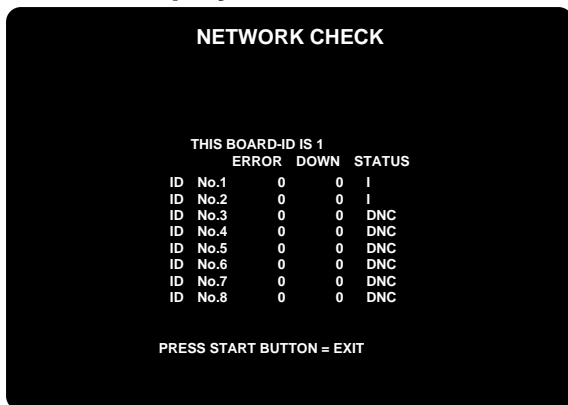 NETWORK CHECK
THIS BOARD-ID IS 1
ERROR DOWN STATUS
ID No.1 0 0 I
ID No.2 0 0 I
ID No.3 0 0 DNC
ID No.4 0 0 DNC
ID No.5 0 0 DNC
ID No.6 0 0 DNC
ID No.7 0 0 DNC
ID No.8 0 0 DNC
PRESS START BUTTON = EXIT